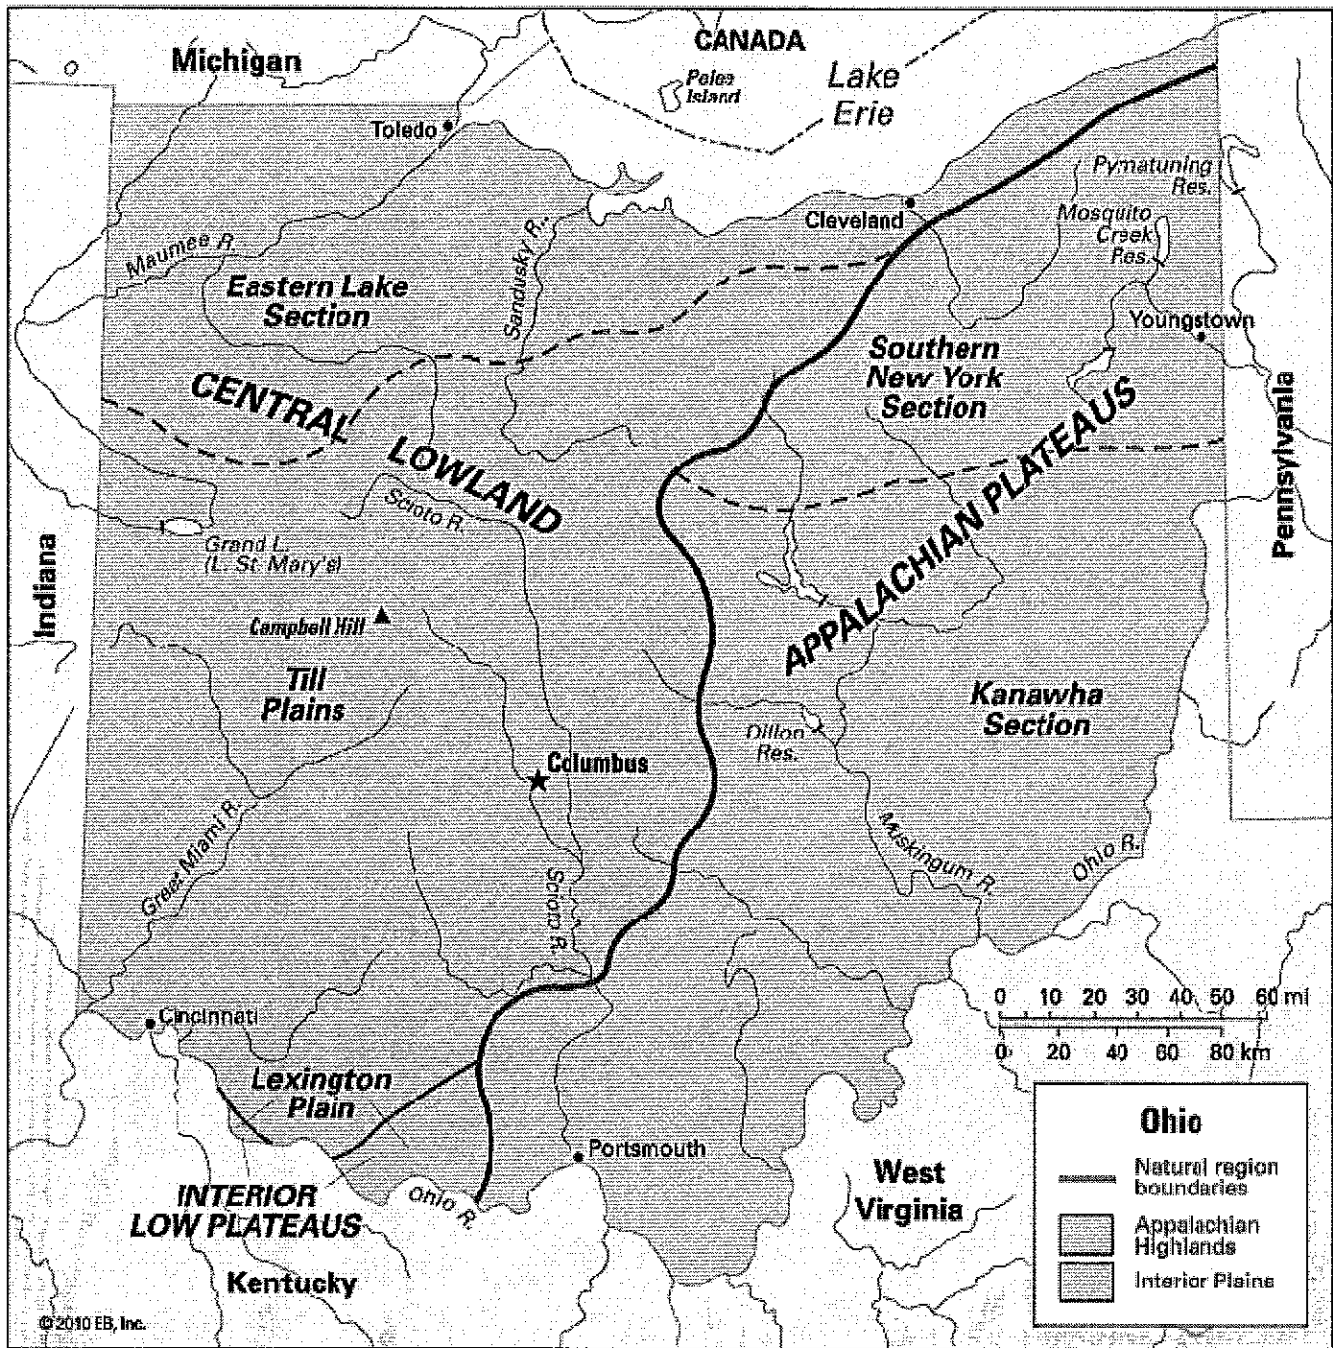 Michigan
CANADA
Lake
Erie
Pelee
Island
Toledo
Pymatuning
Res.
Cleveland
Mosquito
Creek
Res.
Maumee R.
Sandusky R.
Eastern Lake
Section
Youngstown
Southern
New York
Section
CENTRAL
LOWLAND
APPALACHIAN PLATEAUS
Pennsylvania
Scioto R.
Grand L.
(L. St. Mary's)
Indiana
Campbell Hill
Till
Plains
Kanawha
Section
Dillon
Res.
Columbus
Great Miami R.
Muskingum R.
Ohio R.
Scioto R.
Cincinnati
0 10 20 30 40 50 60 mi
0 20 40 60 80 km
Lexington
Plain
Portsmouth
INTERIOR
LOW PLATEAUS
Ohio R.
West
Virginia
Kentucky
Ohio
Natural region
boundaries
Appalachian
Highlands
Interior Plains
© 2010 EB, Inc.